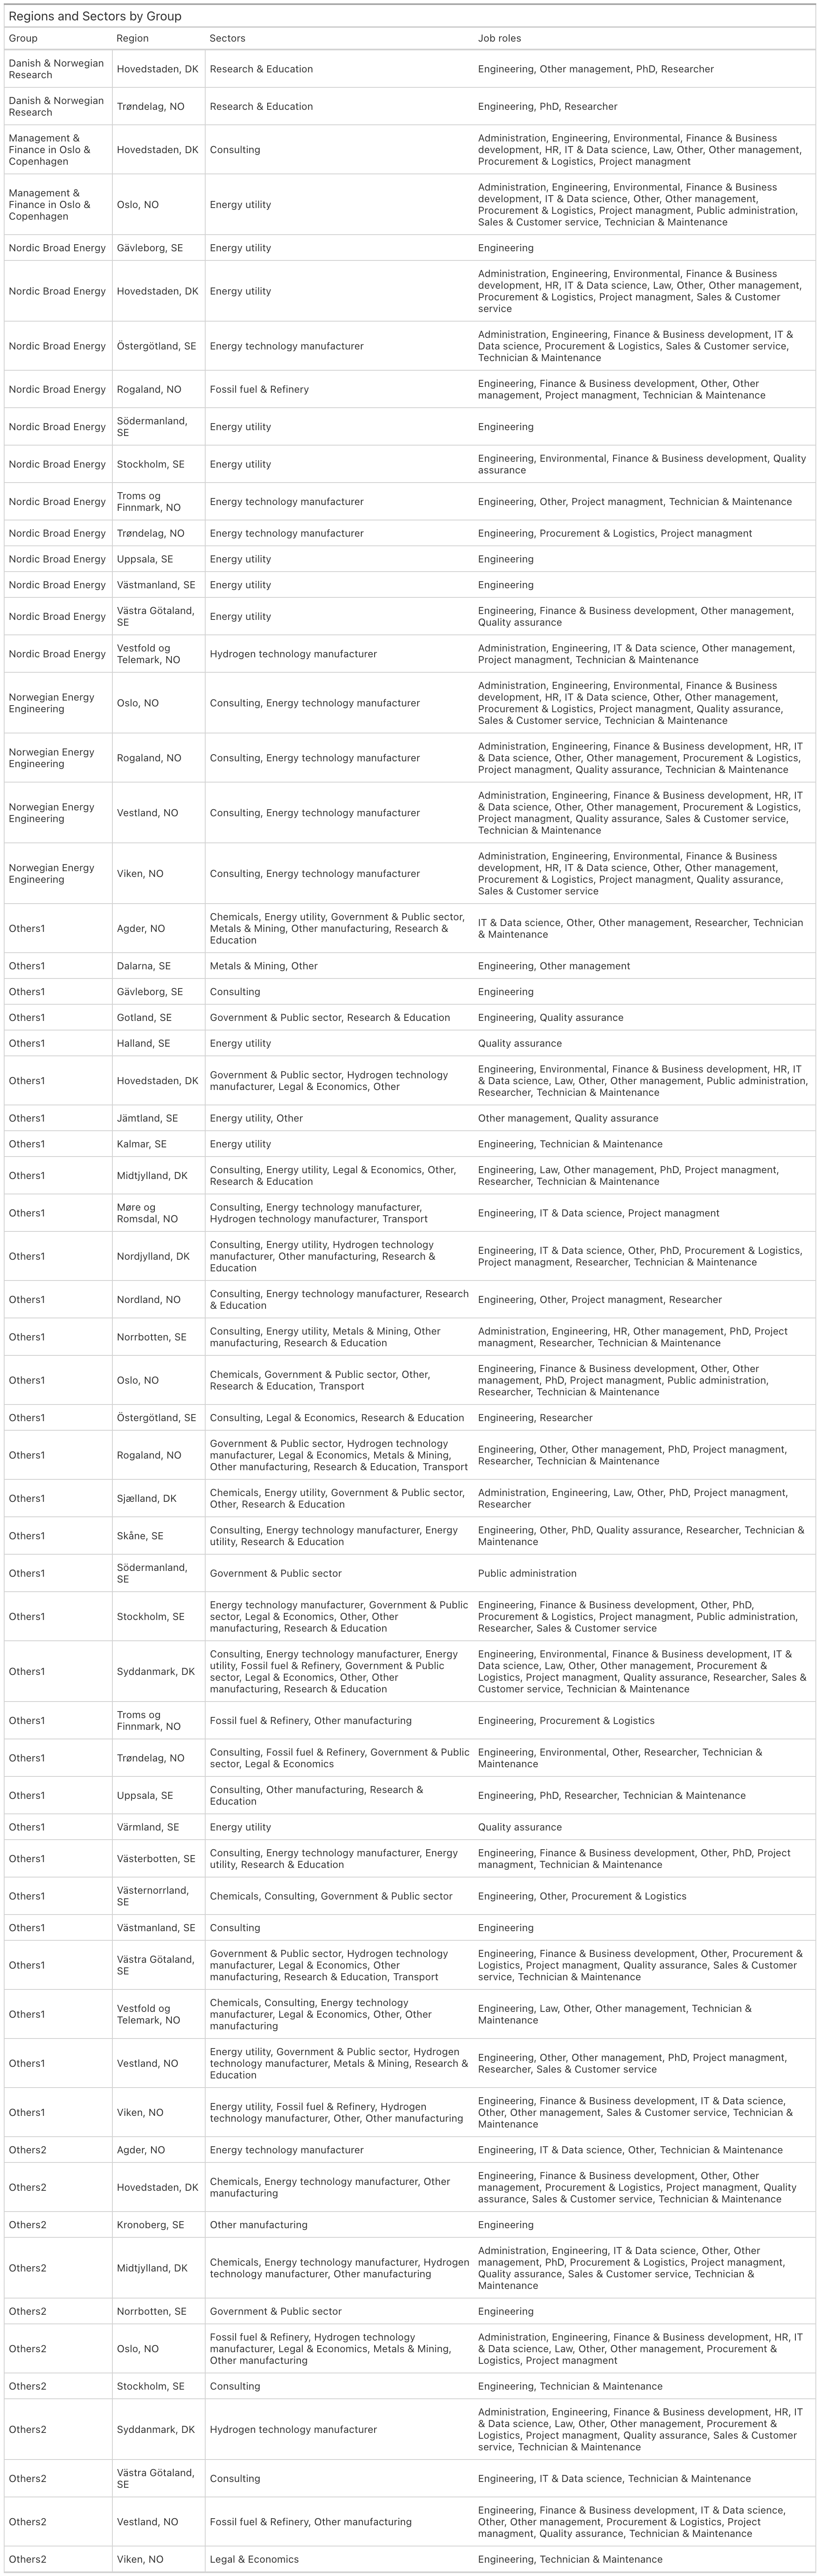 Regions and Sectors by Group
Group
Region
Sectors
Job roles
Danish & Norwegian
Research
Hovedstaden, DK
Research & Education
Engineering, Other management, PhD, Researcher
Danish & Norwegian
Research
Trøndelag, NO
Research & Education
Engineering, PhD, Researcher
Management &
Finance in Oslo &
Copenhagen
Hovedstaden, DK
Consulting
Administration, Engineering, Environmental, Finance & Business
development, HR, IT & Data science, Law, Other, Other management,
Procurement & Logistics, Project managment
Management &
Finance in Oslo &
Copenhagen
Oslo, NO
Energy utility
Administration, Engineering, Environmental, Finance & Business
development, IT & Data science, Other, Other management,
Procurement & Logistics, Project managment, Public administration,
Sales & Customer service, Technician & Maintenance
Nordic Broad Energy
Gävleborg, SE
Energy utility
Engineering
Nordic Broad Energy
Hovedstaden, DK
Energy utility
Administration, Engineering, Environmental, Finance & Business
development, HR, IT & Data science, Law, Other, Other management,
Procurement & Logistics, Project managment, Sales & Customer
service
Nordic Broad Energy
Östergötland, SE
Energy technology manufacturer
Administration, Engineering, Finance & Business development, IT &
Data science, Procurement & Logistics, Sales & Customer service,
Technician & Maintenance
Nordic Broad Energy
Rogaland, NO
Fossil fuel & Refinery
Engineering, Finance & Business development, Other, Other
management, Project managment, Technician & Maintenance
Nordic Broad Energy
Södermanland,
SE
Energy utility
Engineering
Nordic Broad Energy
Stockholm, SE
Energy utility
Engineering, Environmental, Finance & Business development, Quality
assurance
Nordic Broad Energy
Troms og
Finnmark, NO
Energy technology manufacturer
Engineering, Other, Project managment, Technician & Maintenance
Nordic Broad Energy
Trøndelag, NO
Energy technology manufacturer
Engineering, Procurement & Logistics, Project managment
Nordic Broad Energy
Uppsala, SE
Energy utility
Engineering
Nordic Broad Energy
Västmanland, SE
Energy utility
Engineering
Nordic Broad Energy
Västra Götaland,
SE
Energy utility
Engineering, Finance & Business development, Other management,
Quality assurance
Nordic Broad Energy
Vestfold og
Telemark, NO
Hydrogen technology manufacturer
Administration, Engineering, IT & Data science, Other management,
Project managment, Technician & Maintenance
Norwegian Energy
Engineering
Oslo, NO
Consulting, Energy technology manufacturer
Administration, Engineering, Environmental, Finance & Business
development, HR, IT & Data science, Other, Other management,
Procurement & Logistics, Project managment, Quality assurance,
Sales & Customer service, Technician & Maintenance
Norwegian Energy
Engineering
Rogaland, NO
Consulting, Energy technology manufacturer
Administration, Engineering, Finance & Business development, HR, IT
& Data science, Other, Other management, Procurement & Logistics,
Project managment, Quality assurance, Technician & Maintenance
Norwegian Energy
Engineering
Vestland, NO
Consulting, Energy technology manufacturer
Administration, Engineering, Finance & Business development, HR, IT
& Data science, Other, Other management, Procurement & Logistics,
Project managment, Quality assurance, Sales & Customer service,
Technician & Maintenance
Norwegian Energy
Engineering
Viken, NO
Consulting, Energy technology manufacturer
Administration, Engineering, Environmental, Finance & Business
development, HR, IT & Data science, Other, Other management,
Procurement & Logistics, Project managment, Quality assurance,
Sales & Customer service
Others1
Agder, NO
Chemicals, Energy utility, Government & Public sector,
Metals & Mining, Other manufacturing, Research &
Education
IT & Data science, Other, Other management, Researcher, Technician
& Maintenance
Others1
Dalarna, SE
Metals & Mining, Other
Engineering, Other management
Others1
Gävleborg, SE
Consulting
Engineering
Others1
Gotland, SE
Government & Public sector, Research & Education
Engineering, Quality assurance
Others1
Halland, SE
Energy utility
Quality assurance
Others1
Hovedstaden, DK
Government & Public sector, Hydrogen technology
manufacturer, Legal & Economics, Other
Engineering, Environmental, Finance & Business development, HR, IT
& Data science, Law, Other, Other management, Public administration,
Researcher, Technician & Maintenance
Others1
Jämtland, SE
Energy utility, Other
Other management, Quality assurance
Others1
Kalmar, SE
Energy utility
Engineering, Technician & Maintenance
Others1
Midtjylland, DK
Consulting, Energy utility, Legal & Economics, Other,
Research & Education
Engineering, Law, Other management, PhD, Project managment,
Researcher, Technician & Maintenance
Others1
Møre og
Romsdal, NO
Consulting, Energy technology manufacturer,
Hydrogen technology manufacturer, Transport
Engineering, IT & Data science, Project managment
Others1
Nordjylland, DK
Consulting, Energy utility, Hydrogen technology
manufacturer, Other manufacturing, Research &
Education
Engineering, IT & Data science, Other, PhD, Procurement & Logistics,
Project managment, Researcher, Technician & Maintenance
Others1
Nordland, NO
Consulting, Energy technology manufacturer, Research
& Education
Engineering, Other, Project managment, Researcher
Others1
Norrbotten, SE
Consulting, Energy utility, Metals & Mining, Other
manufacturing, Research & Education
Administration, Engineering, HR, Other management, PhD, Project
managment, Researcher, Technician & Maintenance
Others1
Oslo, NO
Chemicals, Government & Public sector, Other,
Research & Education, Transport
Engineering, Finance & Business development, Other, Other
management, PhD, Project managment, Public administration,
Researcher, Technician & Maintenance
Others1
Östergötland, SE
Consulting, Legal & Economics, Research & Education
Engineering, Researcher
Others1
Rogaland, NO
Government & Public sector, Hydrogen technology
manufacturer, Legal & Economics, Metals & Mining,
Other manufacturing, Research & Education, Transport
Engineering, Other, Other management, PhD, Project managment,
Researcher, Technician & Maintenance
Others1
Sjælland, DK
Chemicals, Energy utility, Government & Public sector,
Other, Research & Education
Administration, Engineering, Law, Other, PhD, Project managment,
Researcher
Others1
Skåne, SE
Consulting, Energy technology manufacturer, Energy
utility, Research & Education
Engineering, Other, PhD, Quality assurance, Researcher, Technician &
Maintenance
Others1
Södermanland,
SE
Government & Public sector
Public administration
Others1
Stockholm, SE
Energy technology manufacturer, Government & Public
sector, Legal & Economics, Other, Other
manufacturing, Research & Education
Engineering, Finance & Business development, Other, PhD,
Procurement & Logistics, Project managment, Public administration,
Researcher, Sales & Customer service
Others1
Syddanmark, DK
Consulting, Energy technology manufacturer, Energy
utility, Fossil fuel & Refinery, Government & Public
sector, Legal & Economics, Other, Other
manufacturing, Research & Education
Engineering, Environmental, Finance & Business development, IT &
Data science, Law, Other, Other management, Procurement &
Logistics, Project managment, Quality assurance, Researcher, Sales &
Customer service, Technician & Maintenance
Others1
Troms og
Finnmark, NO
Fossil fuel & Refinery, Other manufacturing
Engineering, Procurement & Logistics
Others1
Trøndelag, NO
Consulting, Fossil fuel & Refinery, Government & Public
sector, Legal & Economics
Engineering, Environmental, Other, Researcher, Technician &
Maintenance
Others1
Uppsala, SE
Consulting, Other manufacturing, Research &
Education
Engineering, PhD, Researcher, Technician & Maintenance
Others1
Värmland, SE
Energy utility
Quality assurance
Others1
Västerbotten, SE
Consulting, Energy technology manufacturer, Energy
utility, Research & Education
Engineering, Finance & Business development, Other, PhD, Project
managment, Technician & Maintenance
Others1
Västernorrland,
SE
Chemicals, Consulting, Government & Public sector
Engineering, Other, Procurement & Logistics
Others1
Västmanland, SE
Consulting
Engineering
Others1
Västra Götaland,
SE
Government & Public sector, Hydrogen technology
manufacturer, Legal & Economics, Other
manufacturing, Research & Education, Transport
Engineering, Finance & Business development, Other, Procurement &
Logistics, Project managment, Quality assurance, Sales & Customer
service, Technician & Maintenance
Others1
Vestfold og
Telemark, NO
Chemicals, Consulting, Energy technology
manufacturer, Legal & Economics, Other, Other
manufacturing
Engineering, Law, Other, Other management, Technician &
Maintenance
Others1
Vestland, NO
Energy utility, Government & Public sector, Hydrogen
technology manufacturer, Metals & Mining, Research &
Education
Engineering, Other, Other management, PhD, Project managment,
Researcher, Sales & Customer service
Others1
Viken, NO
Energy utility, Fossil fuel & Refinery, Hydrogen
technology manufacturer, Other, Other manufacturing
Engineering, Finance & Business development, IT & Data science,
Other, Other management, Sales & Customer service, Technician &
Maintenance
Others2
Agder, NO
Energy technology manufacturer
Engineering, IT & Data science, Other, Technician & Maintenance
Others2
Hovedstaden, DK
Chemicals, Energy technology manufacturer, Other
manufacturing
Engineering, Finance & Business development, Other, Other
management, Procurement & Logistics, Project managment, Quality
assurance, Sales & Customer service, Technician & Maintenance
Others2
Kronoberg, SE
Other manufacturing
Engineering
Others2
Midtjylland, DK
Chemicals, Energy technology manufacturer, Hydrogen
technology manufacturer, Other manufacturing
Administration, Engineering, IT & Data science, Other, Other
management, PhD, Procurement & Logistics, Project managment,
Quality assurance, Sales & Customer service, Technician &
Maintenance
Others2
Norrbotten, SE
Government & Public sector
Engineering
Others2
Oslo, NO
Fossil fuel & Refinery, Hydrogen technology
manufacturer, Legal & Economics, Metals & Mining,
Other manufacturing
Administration, Engineering, Finance & Business development, HR, IT
& Data science, Law, Other, Other management, Procurement &
Logistics, Project managment
Others2
Stockholm, SE
Consulting
Engineering, Technician & Maintenance
Others2
Syddanmark, DK
Hydrogen technology manufacturer
Administration, Engineering, Finance & Business development, HR, IT
& Data science, Law, Other, Other management, Procurement &
Logistics, Project managment, Quality assurance, Sales & Customer
service, Technician & Maintenance
Others2
Västra Götaland,
SE
Consulting
Engineering, IT & Data science, Technician & Maintenance
Others2
Vestland, NO
Fossil fuel & Refinery, Other manufacturing
Engineering, Finance & Business development, IT & Data science,
Other, Other management, Procurement & Logistics, Project
managment, Quality assurance, Technician & Maintenance
Others2
Viken, NO
Legal & Economics
Engineering, Technician & Maintenance